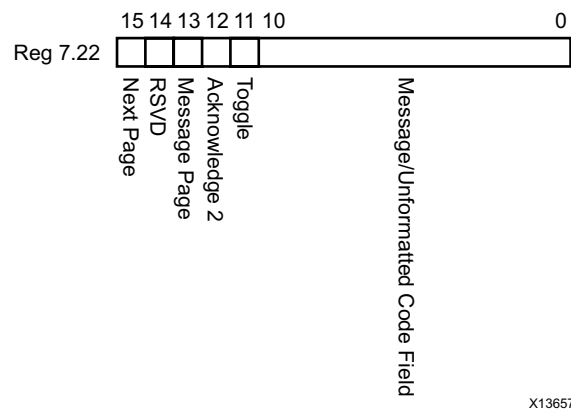 15 14 13 12 11 10 0
Reg 7.22
Next Page
RSVD
Message Page
Acknowledge 2
Toggle
Message/Unformatted Code Field
X13657